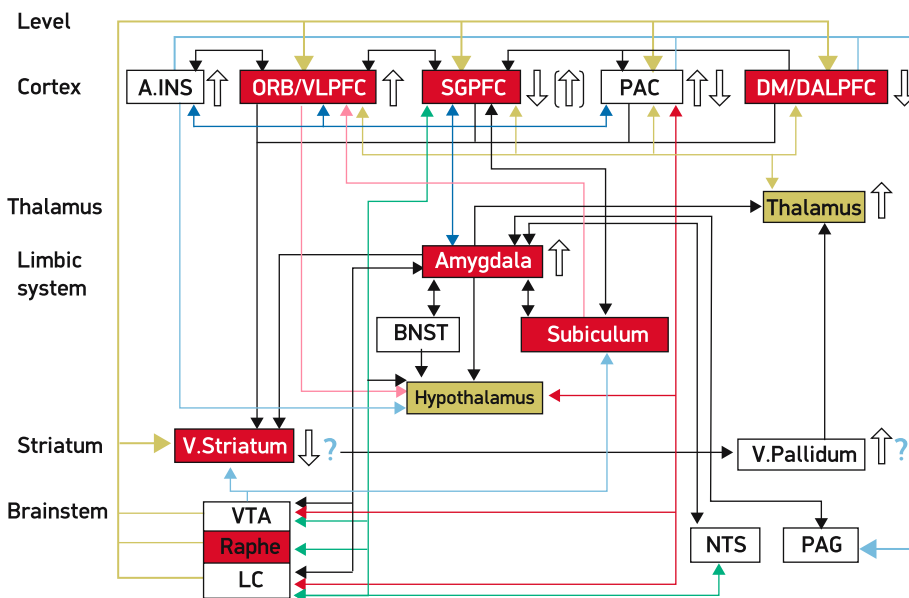 Level
Cortex
A.INS
ORB/VLPFC
SGPFC
PAC
DM/DALPFC
Thalamus
Thalamus
Limbic
system
Amygdala
BNST
Subiculum
Hypothalamus
Striatum
V.Striatum
?
V.Pallidum
?
Brainstem
VTA
Raphe
LC
NTS
PAG